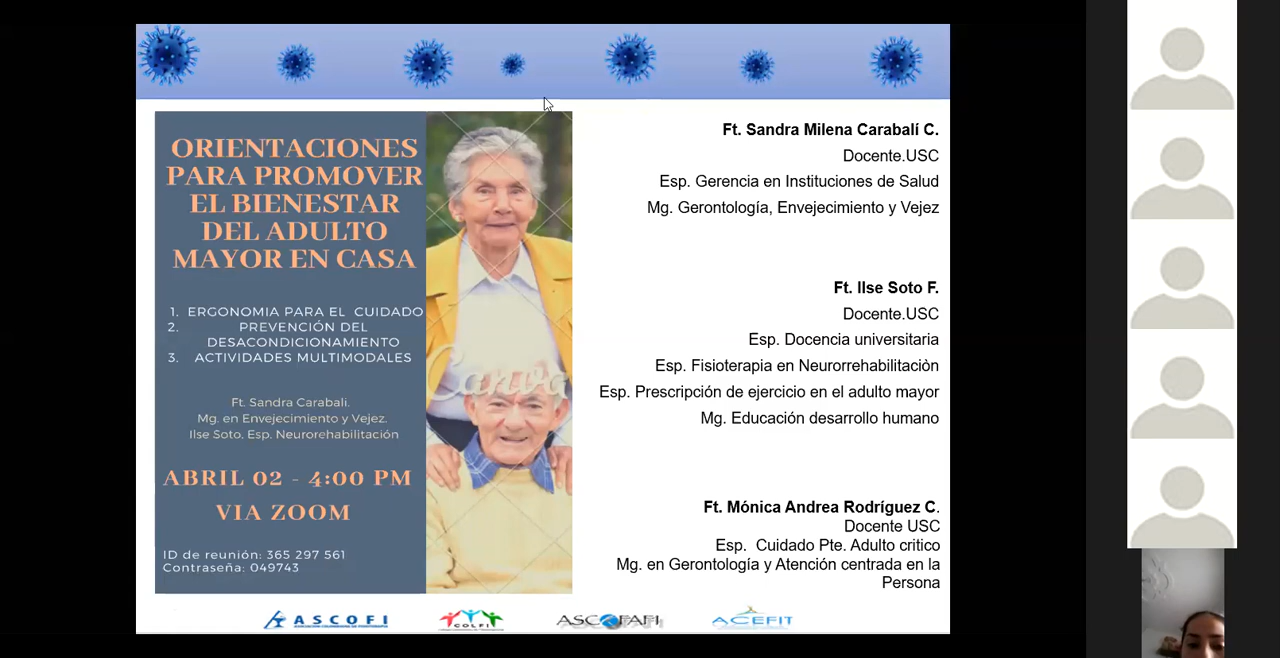 ORIENTACIONES
PARA PROMOVER
EL BIENESTAR
DEL ADULTO
MAYOR EN CASA
1. ERGONOMIA PARA EL CUIDADO
2. PREVENCIÓN DEL
DESACONDICIONAMIENTO
3. ACTIVIDADES MULTIMODALES
Ft. Sandra Carabali.
Mg. en Envejecimiento y Vejez.
Ilse Soto, Esp. Neurorehabilitación
ABRIL 02 - 4:00 PM
VIA ZOOM
ID de reunión: 365 297 561
Contraseña: 049743
Canva
Ft. Sandra Milena Carabalí C.
Docente.USC
Esp. Gerencia en Instituciones de Salud
Mg. Gerontología, Envejecimiento y Vejez
Ft. Ilse Soto F.
Docente.USC
Esp. Docencia universitaria
Esp. Fisioterapia en Neurorrehabilitaciòn
Esp. Prescripción de ejercicio en el adulto mayor
Mg. Educación desarrollo humano
Ft. Mónica Andrea Rodríguez C.
Docente USC
Esp. Cuidado Pte. Adulto critico
Mg. en Gerontología y Atención centrada en la
Persona
ASCOFI
COLFI
ASCOFAFI
ACEFIT